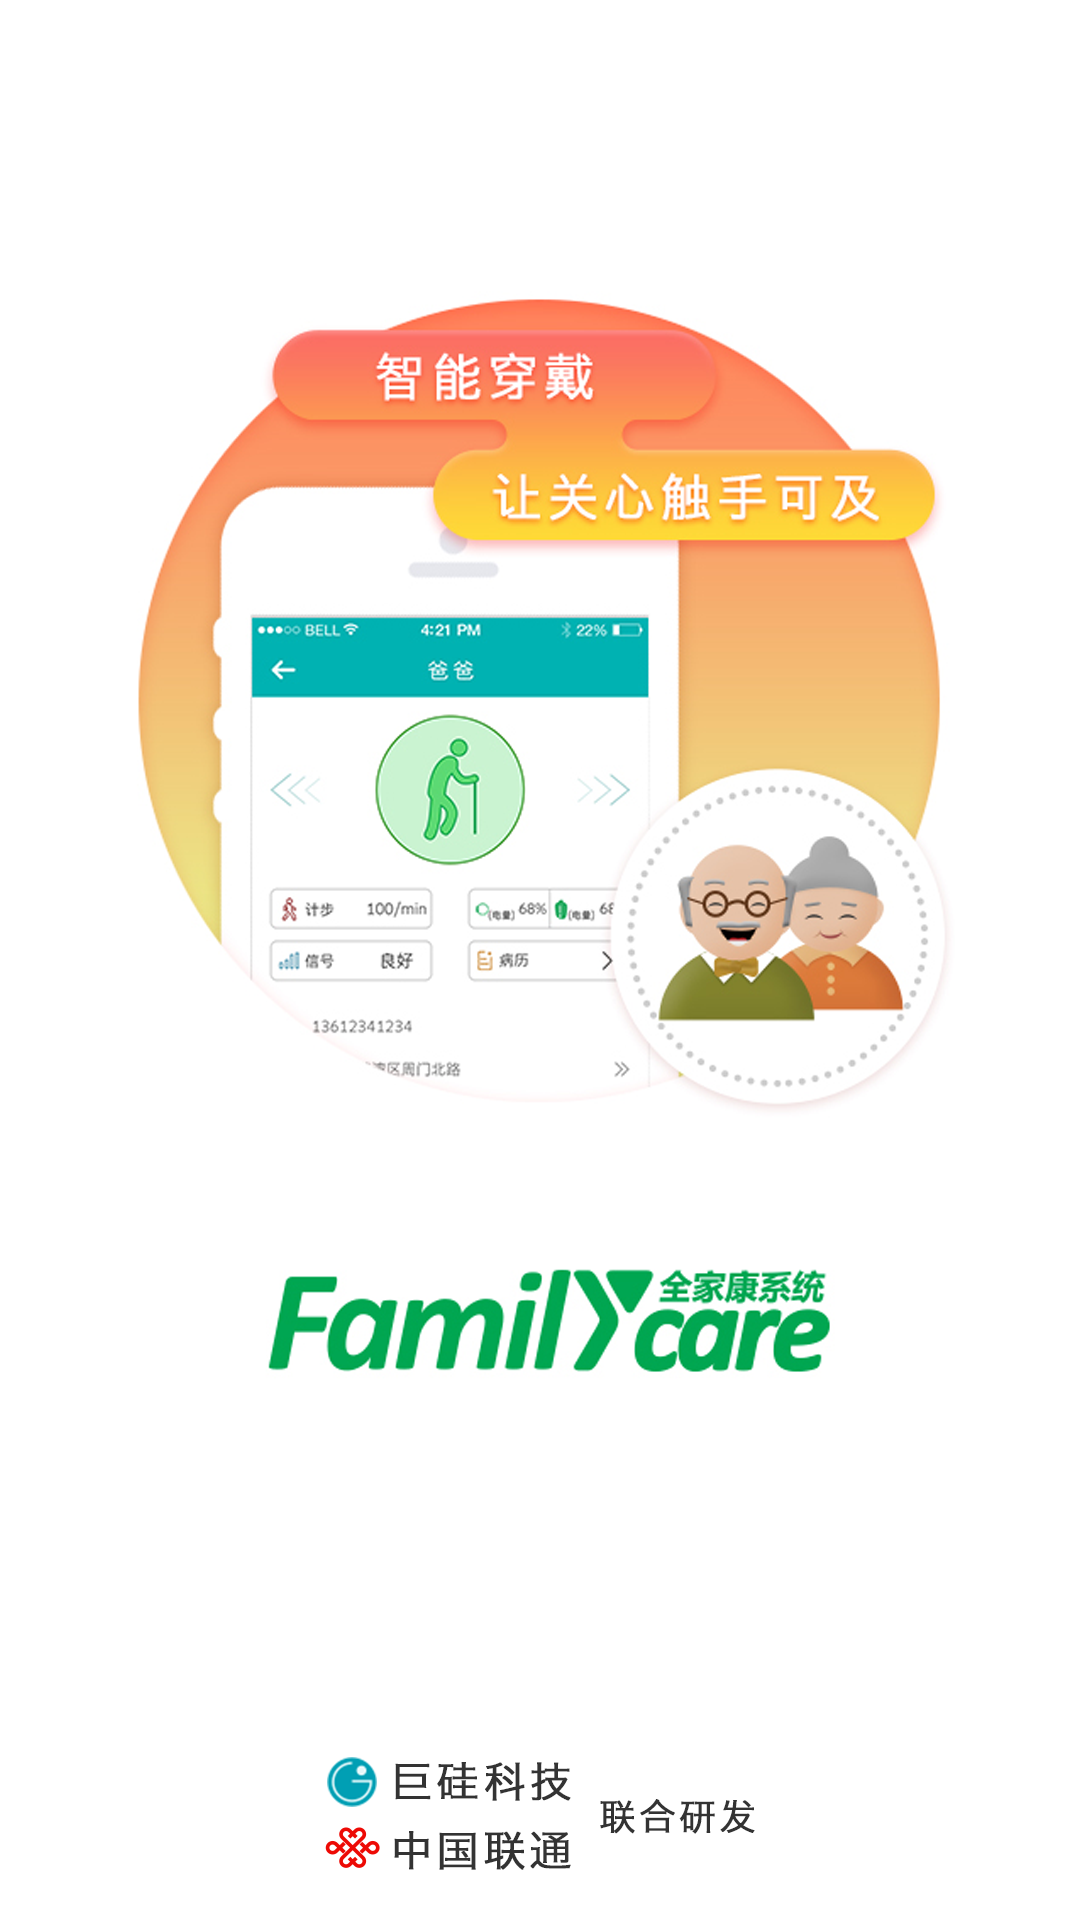 智能穿戴
让关心触手可及
BELL 4:21 PM 22%
爸爸
计步 100/min (电量) 68% (电量) 68
信号 良好 病历
13612341234
湾区周门北路
Family care 全家康系统
巨硅科技
中国联通
联合研发